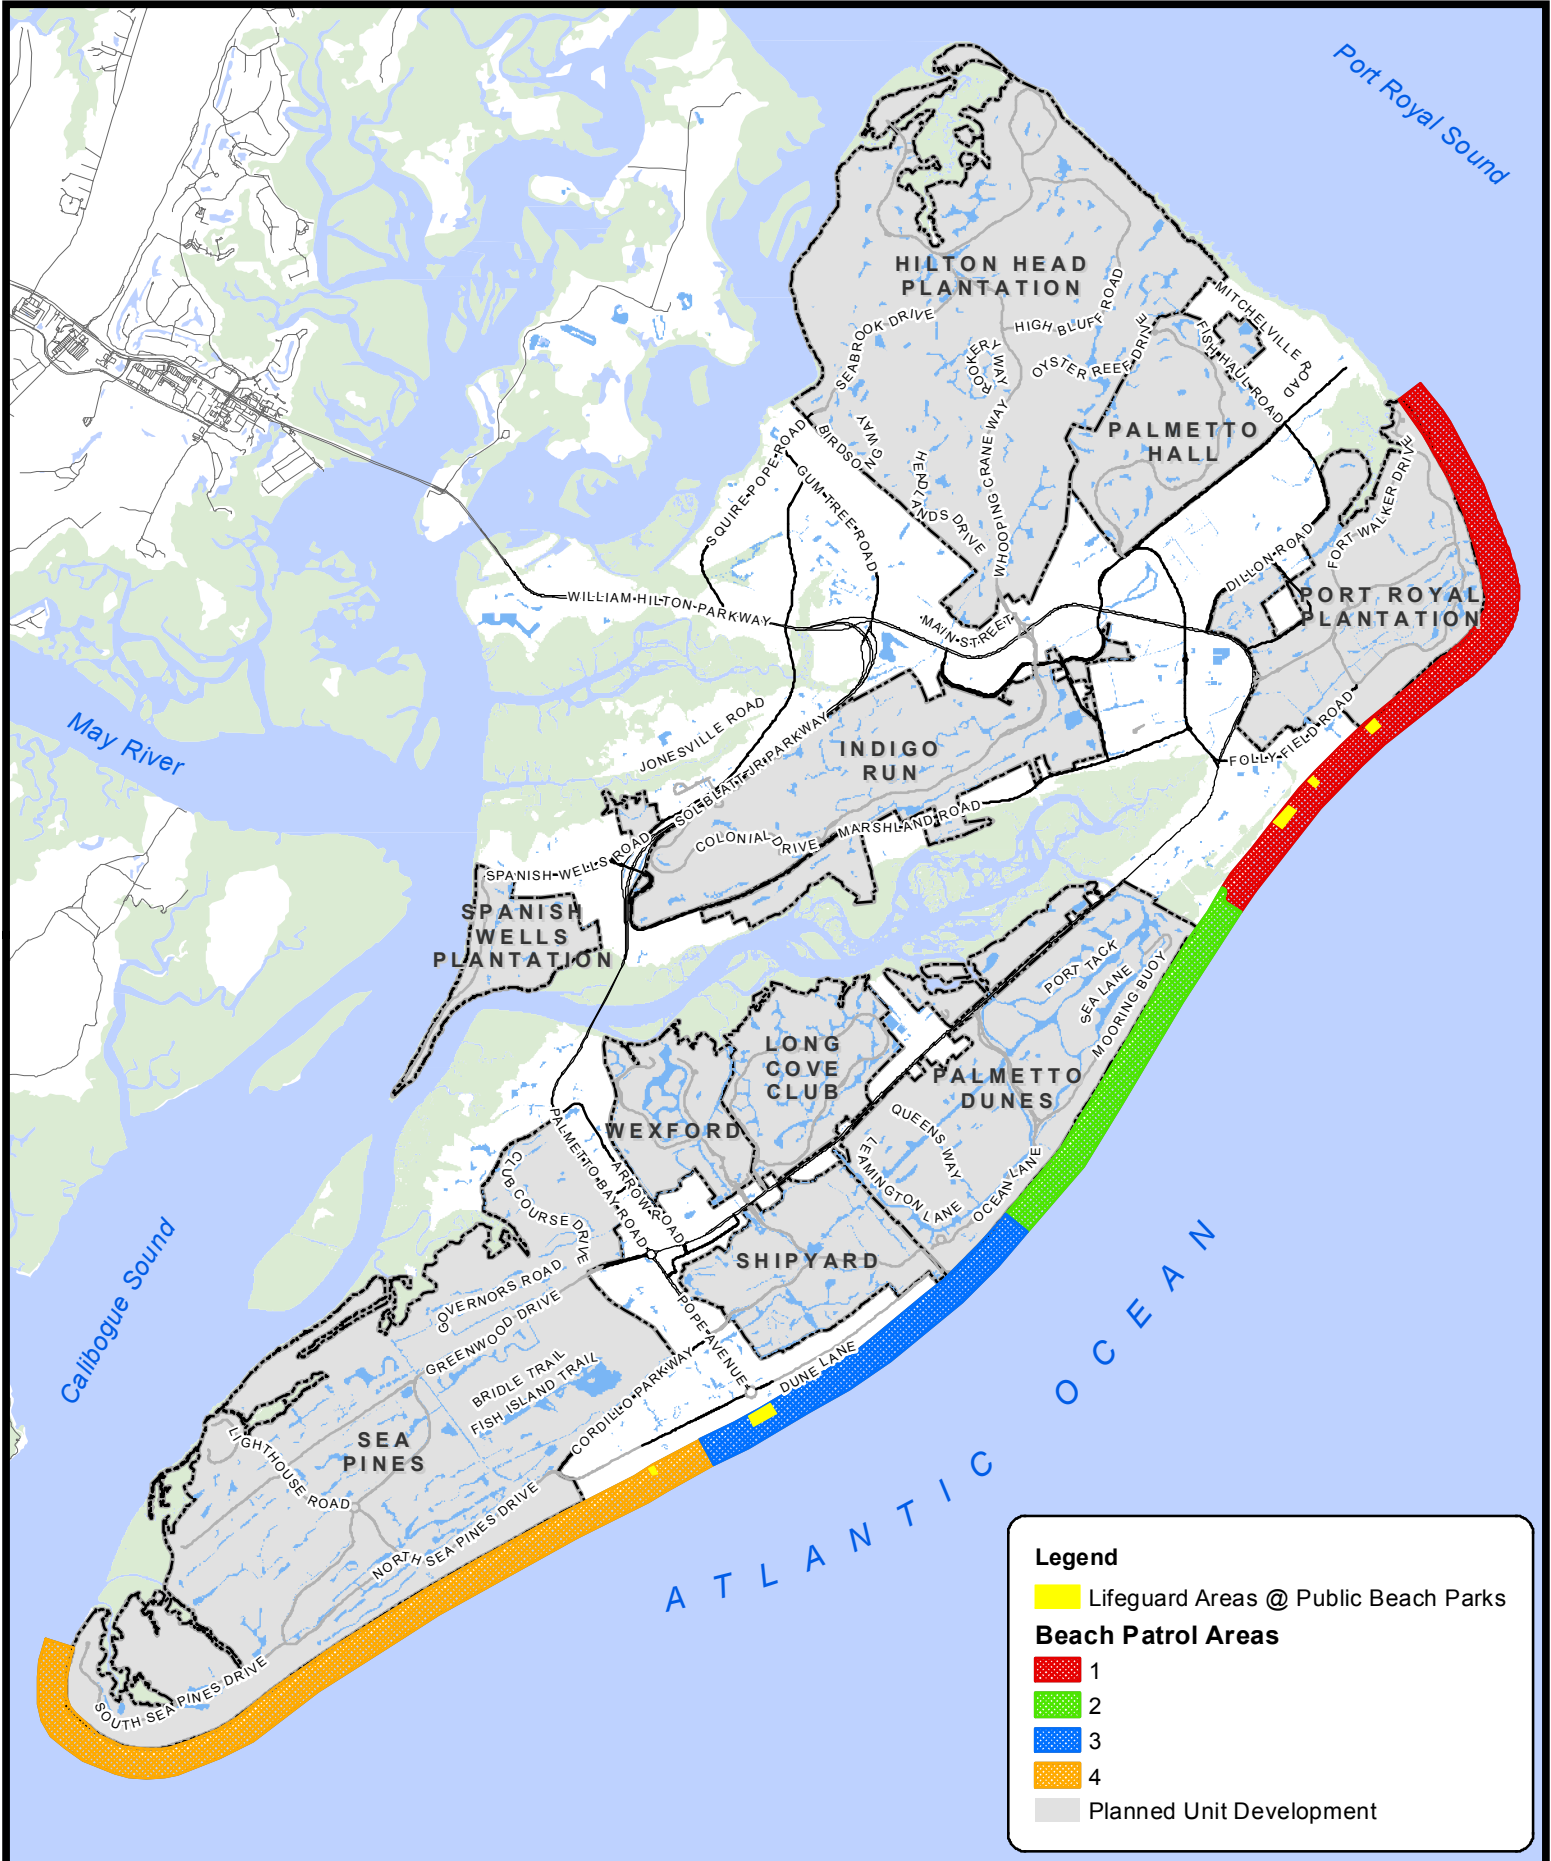 Port Royal Sound
HILTON HEAD
PLANTATION
MITCHELVILLE ROAD
FISH HAUL ROAD
SEABROOK DRIVE
HIGH BLUFF ROAD
ROOKERY WAY
OYSTER REEF DRIVE
PALMETTO
HALL
BIRDSONG WAY
SQUIRE POPE ROAD
GUM TREE ROAD
HEADLANDS DRIVE
WHOOPING CRANE WAY
FORT WALKER DRIVE
DILLON ROAD
PORT ROYAL
PLANTATION
WILLIAM HILTON PARKWAY
MAIN STREET
May River
JONESVILLE ROAD
SOL BLATT JR PARKWAY
INDIGO
RUN
FOLLY FIELD ROAD
COLONIAL DRIVE
MARSHLAND ROAD
SPANISH WELLS ROAD
SPANISH
WELLS
PLANTATION
PORT TACK
SEA LANE
MOORING BUOY
LONG
COVE
CLUB
PALMETTO
DUNES
WEXFORD
QUEENS WAY
LEAMINGTON LANE
OCEAN LANE
PALMETTO BAY ROAD
ARROW ROAD
CLUB COURSE DRIVE
SHIPYARD
Calibogue Sound
GOVERNORS ROAD
GREENWOOD DRIVE
POPE AVENUE
DUNE LANE
BRIDLE TRAIL
FISH ISLAND TRAIL
CORDILLO PARKWAY
SEA
PINES
LIGHTHOUSE ROAD
NORTH SEA PINES DRIVE
SOUTH SEA PINES DRIVE
ATLANTIC OCEAN
Legend
Lifeguard Areas @ Public Beach Parks
Beach Patrol Areas
1
2
3
4
Planned Unit Development